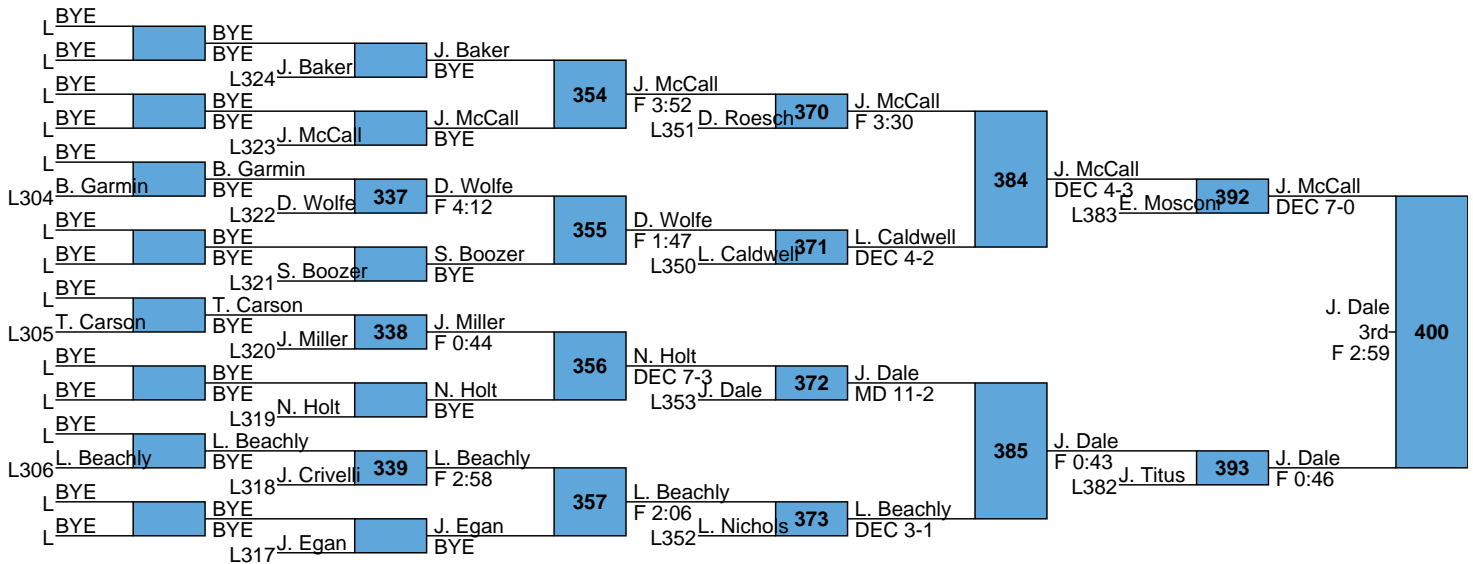 BYE
L
BYE
L
BYE
BYE
L324 J. Baker
J. Baker
BYE
BYE
L
BYE
L
BYE
BYE
L323 J. McCall
J. McCall
BYE
354
J. McCall
F 3:52
L351 D. Roesch
370
J. McCall
F 3:30
BYE
L
L304 B. Garmin
B. Garmin
BYE
L322 D. Wolfe
337
D. Wolfe
F 4:12
BYE
L
BYE
L
BYE
BYE
L321 S. Boozer
S. Boozer
BYE
355
D. Wolfe
F 1:47
L350 L. Caldwell
371
L. Caldwell
DEC 4-2
384
J. McCall
DEC 4-3
L383 E. Mosconi
392
J. McCall
DEC 7-0
BYE
L
L305 T. Carson
T. Carson
BYE
L320 J. Miller
338
J. Miller
F 0:44
BYE
L
BYE
L
BYE
BYE
L319 N. Holt
N. Holt
BYE
356
N. Holt
DEC 7-3
L353 J. Dale
372
J. Dale
MD 11-2
BYE
L
L306 L. Beachly
L. Beachly
BYE
L318 J. Crivelli
339
L. Beachly
F 2:58
BYE
L
BYE
L
BYE
BYE
L317 J. Egan
J. Egan
BYE
357
L. Beachly
F 2:06
L352 L. Nichols
373
L. Beachly
DEC 3-1
385
J. Dale
F 0:43
L382 J. Titus
393
J. Dale
F 0:46
J. Dale
3rd
F 2:59
400